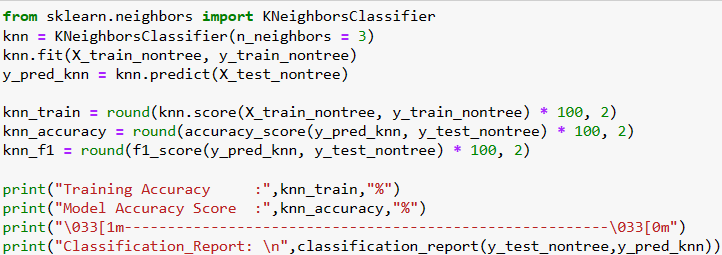 from sklearn.neighbors import KNeighborsClassifier
knn = KNeighborsClassifier(n_neighbors = 3)
knn.fit(X_train_nontree, y_train_nontree)
y_pred_knn = knn.predict(X_test_nontree)

knn_train = round(knn.score(X_train_nontree, y_train_nontree) * 100, 2)
knn_accuracy = round(accuracy_score(y_pred_knn, y_test_nontree) * 100, 2)
knn_f1 = round(f1_score(y_pred_knn, y_test_nontree) * 100, 2)

print("Training Accuracy    :",knn_train,"%")
print("Model Accuracy Score :",knn_accuracy,"%")
print("\033[1m--------------------------------------------------------\033[0m")
print("Classification_Report: \n",classification_report(y_test_nontree,y_pred_knn))